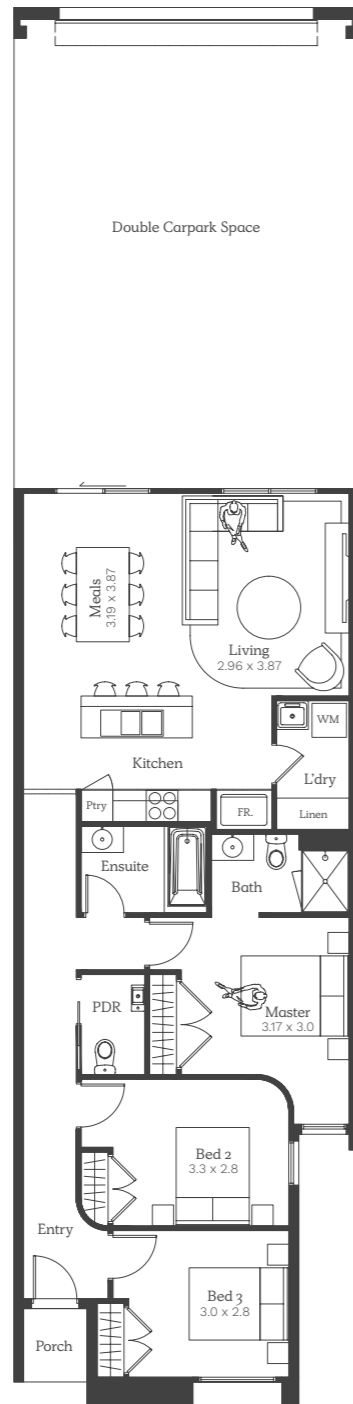 Double Carpark Space
Meals
3.19 x 3.87
Living
2.96 x 3.87
WM
Kitchen
L'dry
Ptry
FR.
Linen
Ensuite
Bath
PDR
Master
3.17 x 3.0
Bed 2
3.3 x 2.8
Entry
Bed 3
3.0 x 2.8
Porch